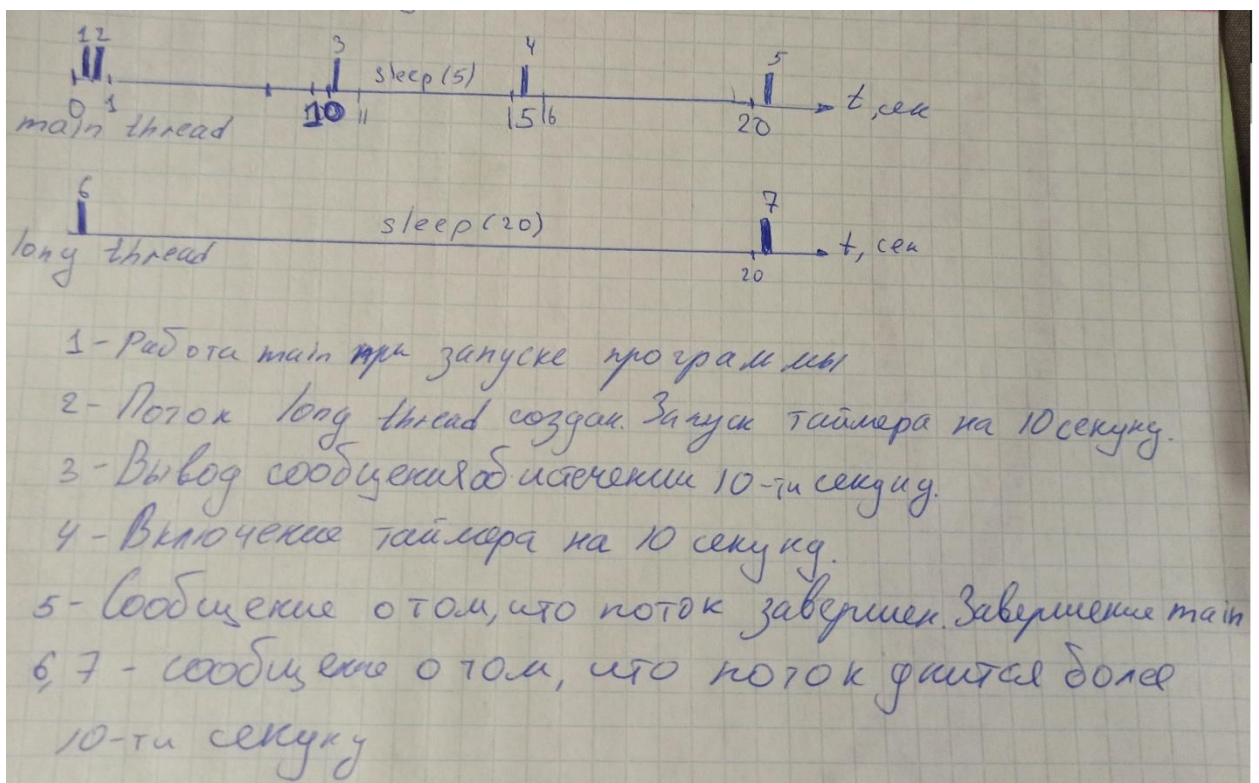 12 3 4 5
sleep(5)
0 1 10 11 15 16 20 t, сек
main thread
6 7
sleep(20)
20 t, сек
long thread
1 - Работа main при запуске программы
2 - Поток long thread создан. Запуск таймера на 10 секунд.
3 - Вывод сообщения об истечении 10-ти секунд.
4 - Включение таймера на 10 секунд.
5 - Сообщение о том, что поток завершен. Завершение main
6, 7 - сообщение о том, что поток длится более
10-ти секунд